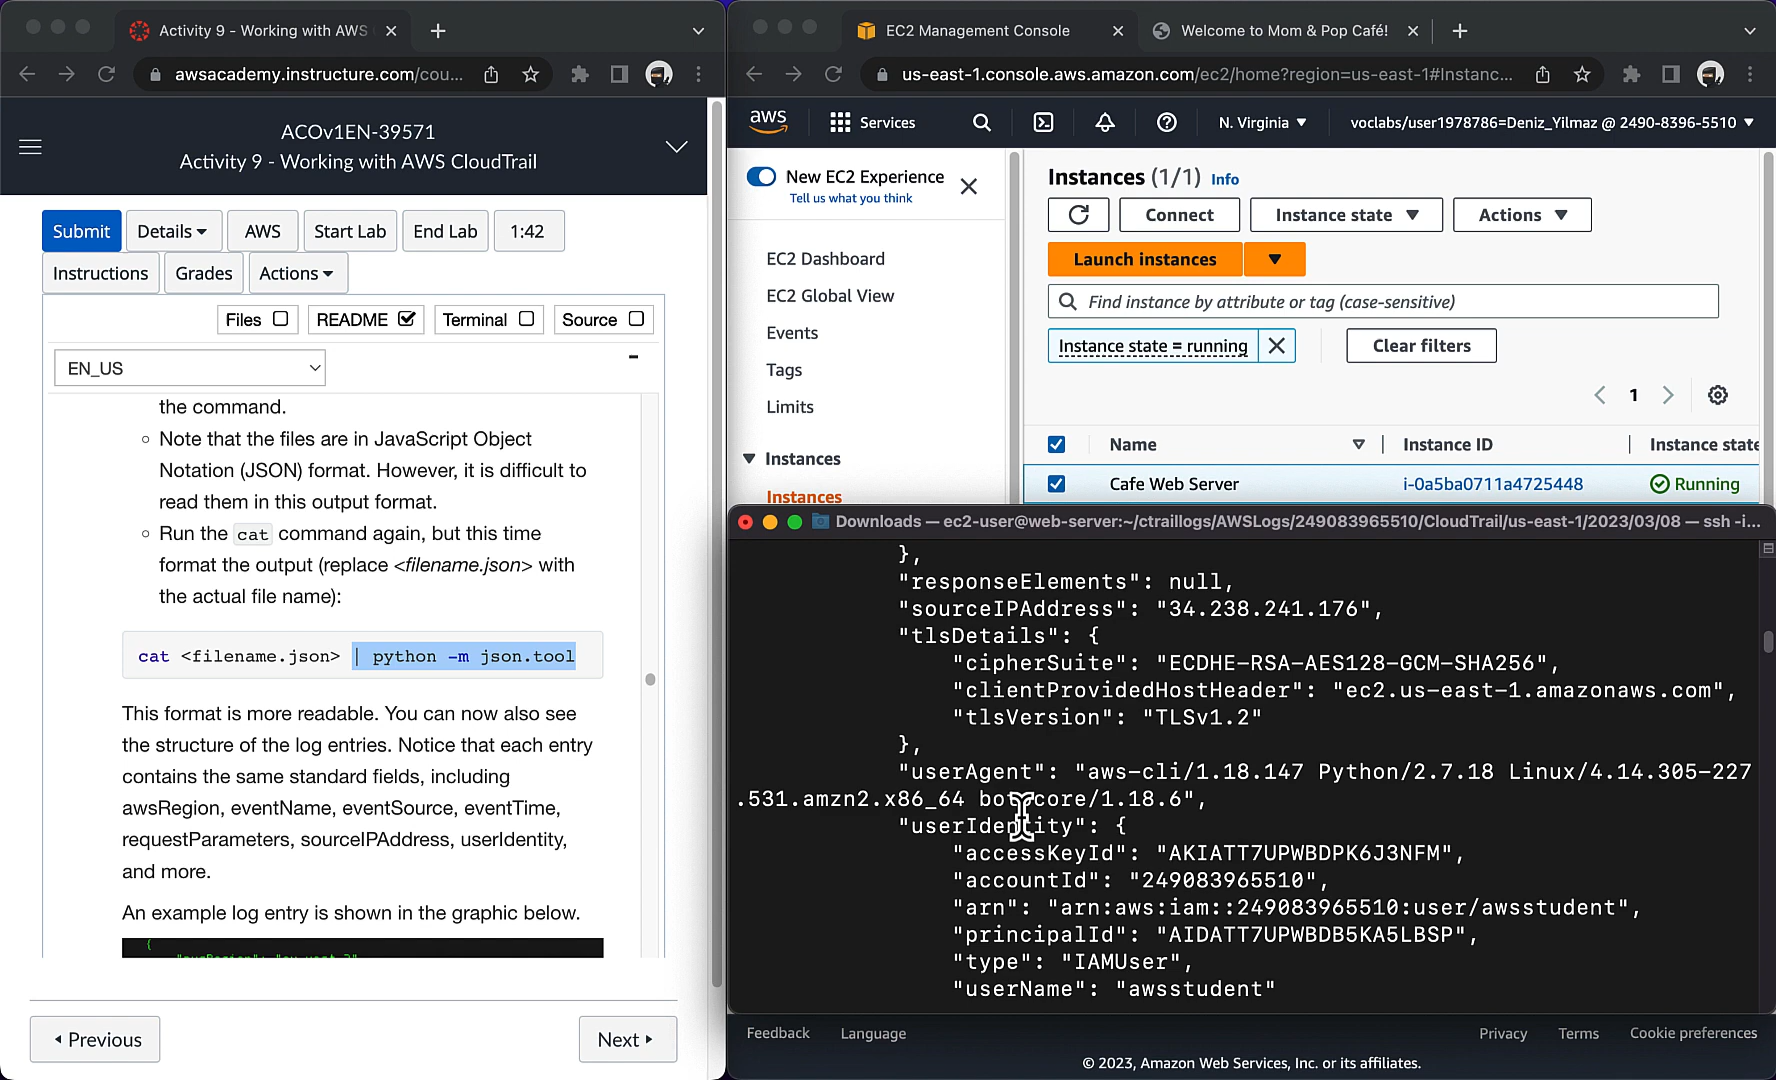 Activity 9 - Working with AWS
awsacademy.instructure.com/cou...
ACOv1EN-39571
Activity 9 - Working with AWS CloudTrail
Submit
Details
AWS
Start Lab
End Lab
1:42
Instructions
Grades
Actions
Files
README
Terminal
Source
EN_US
the command.
Note that the files are in JavaScript Object
Notation (JSON) format. However, it is difficult to
read them in this output format.
Run the cat command again, but this time
format the output (replace <filename.json> with
the actual file name):
cat <filename.json> | python -m json.tool
This format is more readable. You can now also see
the structure of the log entries. Notice that each entry
contains the same standard fields, including
awsRegion, eventName, eventSource, eventTime,
requestParameters, sourceIPAddress, userIdentity,
and more.
An example log entry is shown in the graphic below.
{
Previous
Next
EC2 Management Console
Welcome to Mom & Pop Café!
us-east-1.console.aws.amazon.com/ec2/home?region=us-east-1#Instanc...
aws
Services
N. Virginia
voclabs/user1978786=Deniz_Yilmaz @ 2490-8396-5510
New EC2 Experience
Tell us what you think
EC2 Dashboard
EC2 Global View
Events
Tags
Limits
Instances
Instances
Instances (1/1) Info
Connect
Instance state
Actions
Launch instances
Find instance by attribute or tag (case-sensitive)
Instance state = running
Clear filters
1
Name
Instance ID
Instance state
Cafe Web Server
i-0a5ba0711a4725448
Running
Downloads — ec2-user@web-server:~/ctraillogs/AWSLogs/249083965510/CloudTrail/us-east-1/2023/03/08 — ssh -i...
},
"responseElements": null,
"sourceIPAddress": "34.238.241.176",
"tlsDetails": {
"cipherSuite": "ECDHE-RSA-AES128-GCM-SHA256",
"clientProvidedHostHeader": "ec2.us-east-1.amazonaws.com",
"tlsVersion": "TLSv1.2"
},
"userAgent": "aws-cli/1.18.147 Python/2.7.18 Linux/4.14.305-227
.531.amzn2.x86_64 botocore/1.18.6",
"userIdentity": {
"accessKeyId": "AKIATT7UPWBDPK6J3NFM",
"accountId": "249083965510",
"arn": "arn:aws:iam::249083965510:user/awsstudent",
"principalId": "AIDATT7UPWBDB5KA5LBSP",
"type": "IAMUser",
"userName": "awsstudent"
Feedback
Language
Privacy
Terms
Cookie preferences
© 2023, Amazon Web Services, Inc. or its affiliates.